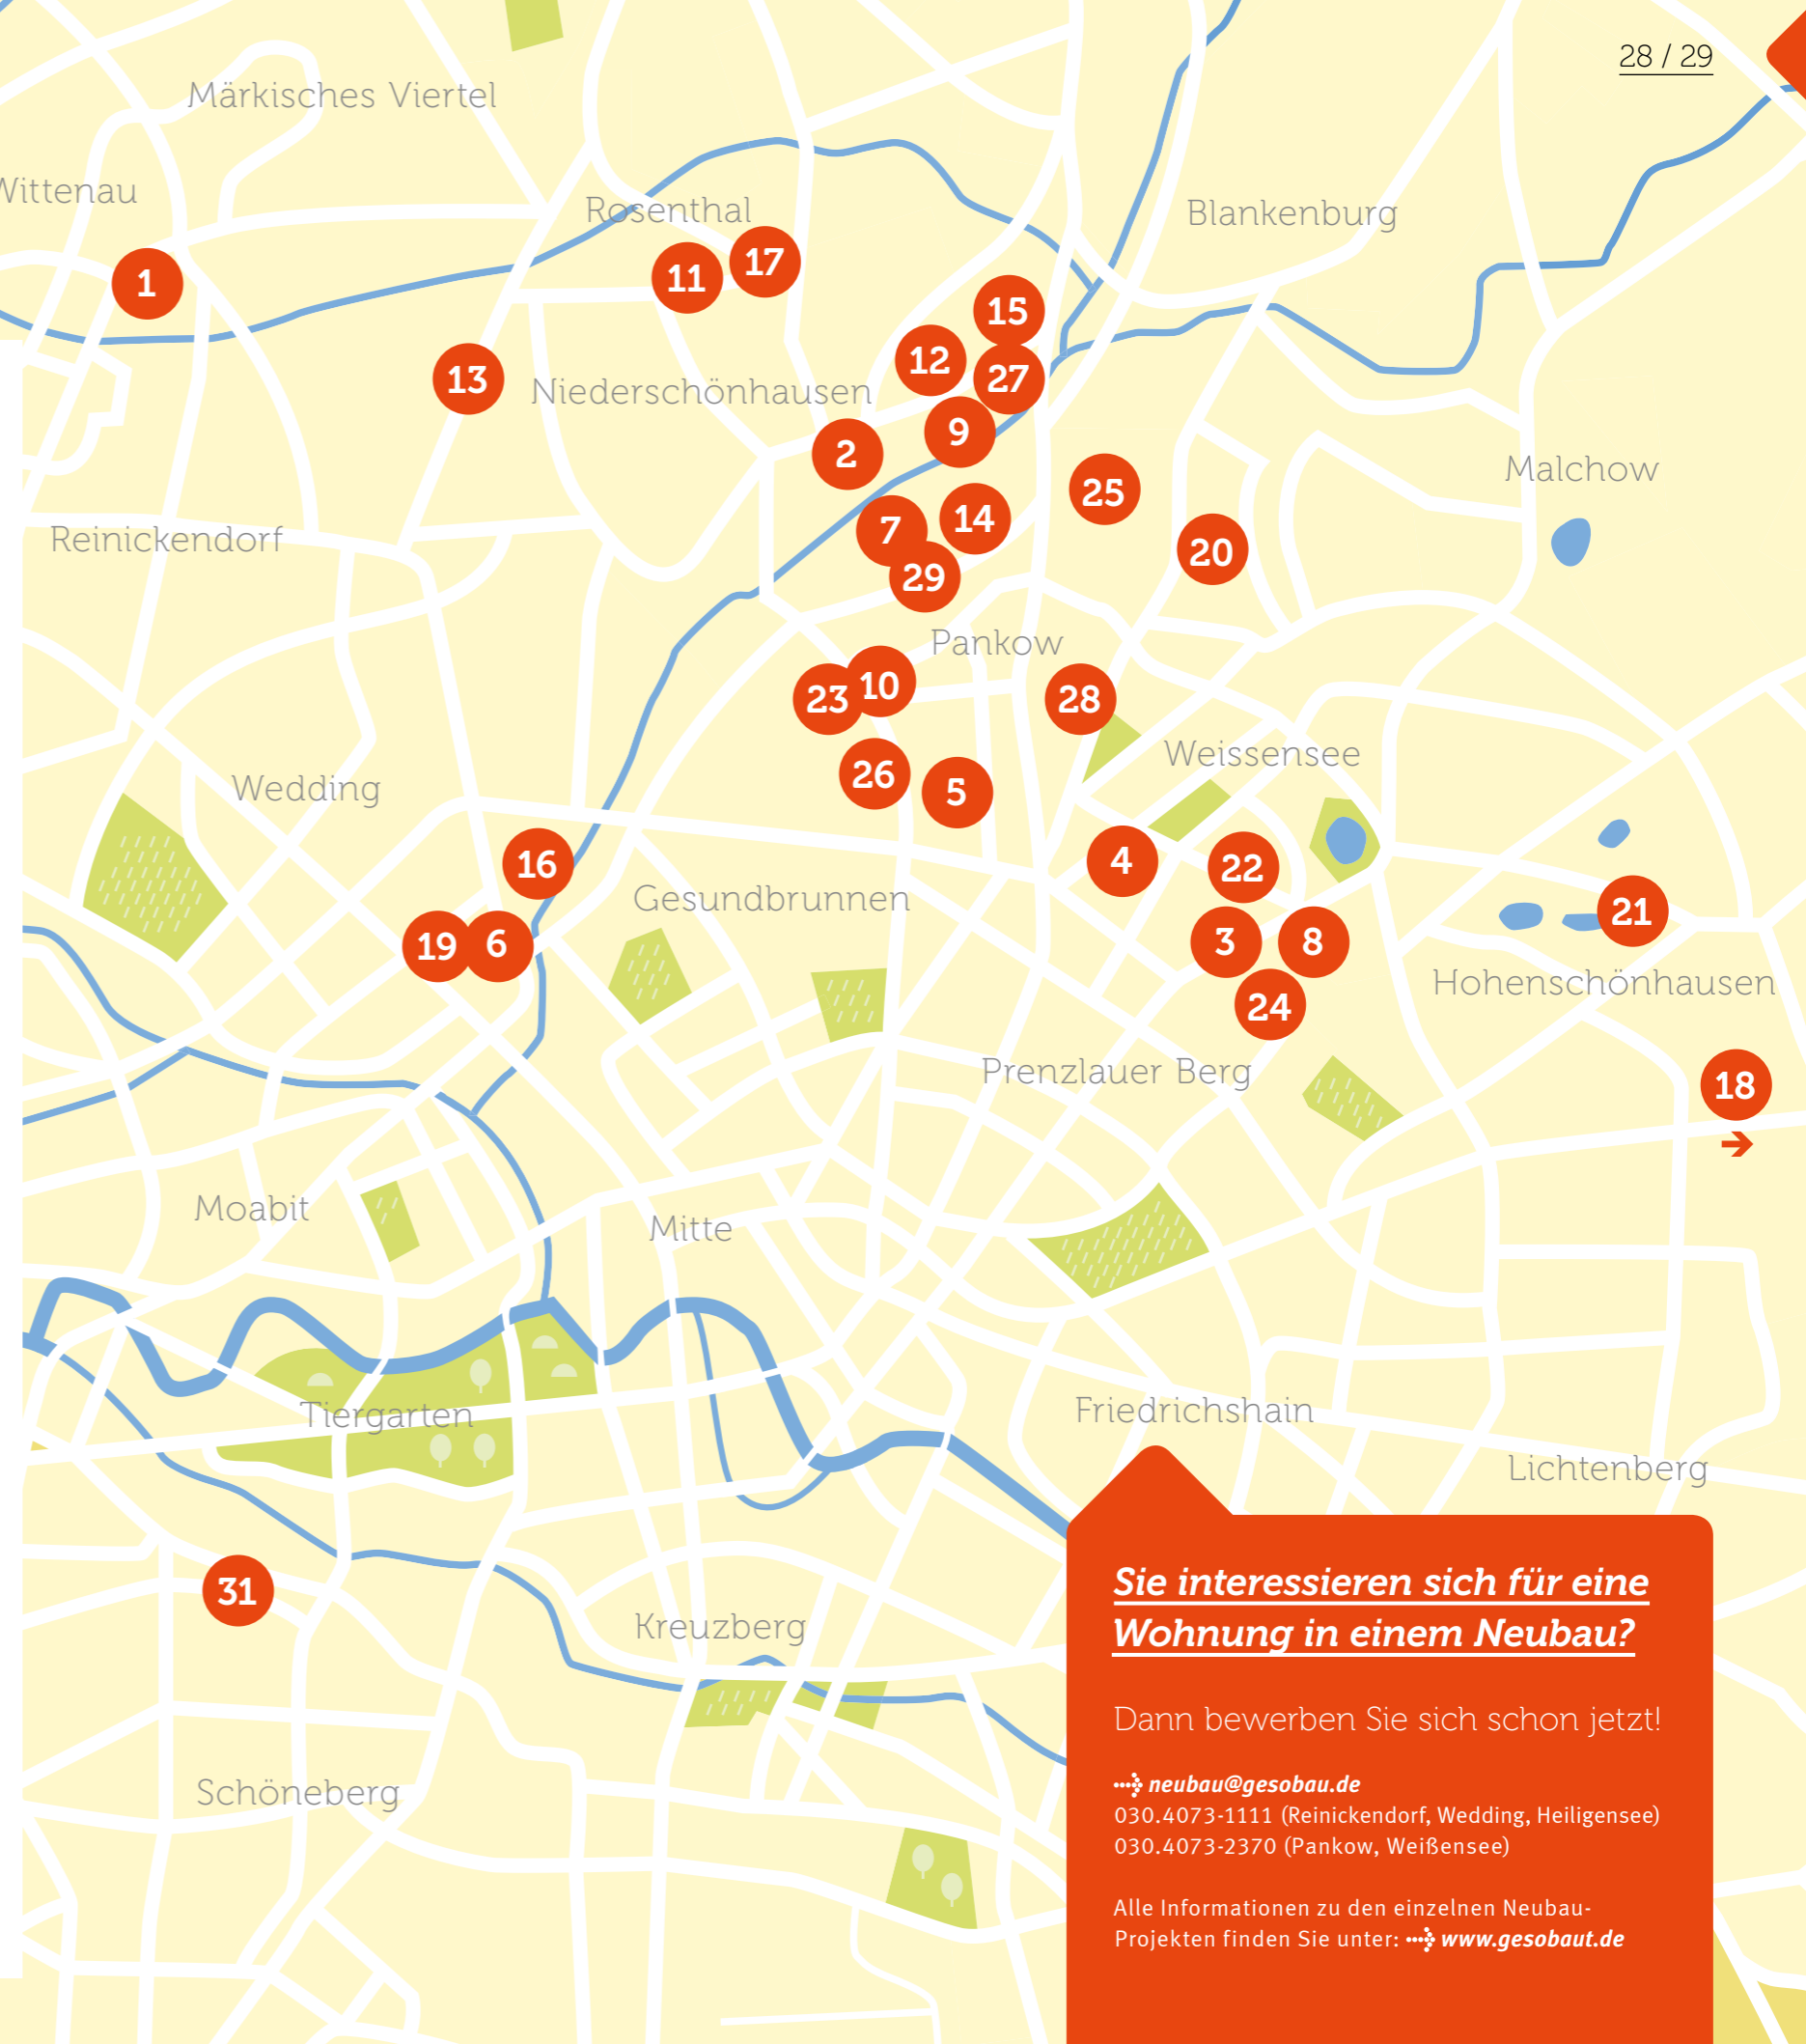 28 / 29
Märkisches Viertel
Wittenau
Rosenthal
Blankenburg
17
11
1
15
12
13
27
Niederschönhausen
9
2
Malchow
25
14
7
Reinickendorf
20
29
Pankow
10
23
28
Weissensee
26
Wedding
5
4
16
22
Gesundbrunnen
21
3
8
19
6
Hohenschönhausen
24
Prenzlauer Berg
18
Moabit
Mitte
Friedrichshain
Tiergarten
Lichtenberg
31
Kreuzberg
Schöneberg
Sie interessieren sich für eine
Wohnung in einem Neubau?
Dann bewerben Sie sich schon jetzt!
neubau@gesobau.de
030.4073-1111 (Reinickendorf, Wedding, Heiligensee)
030.4073-2370 (Pankow, Weißensee)
Alle Informationen zu den einzelnen Neubau-
Projekten finden Sie unter: www.gesobaut.de